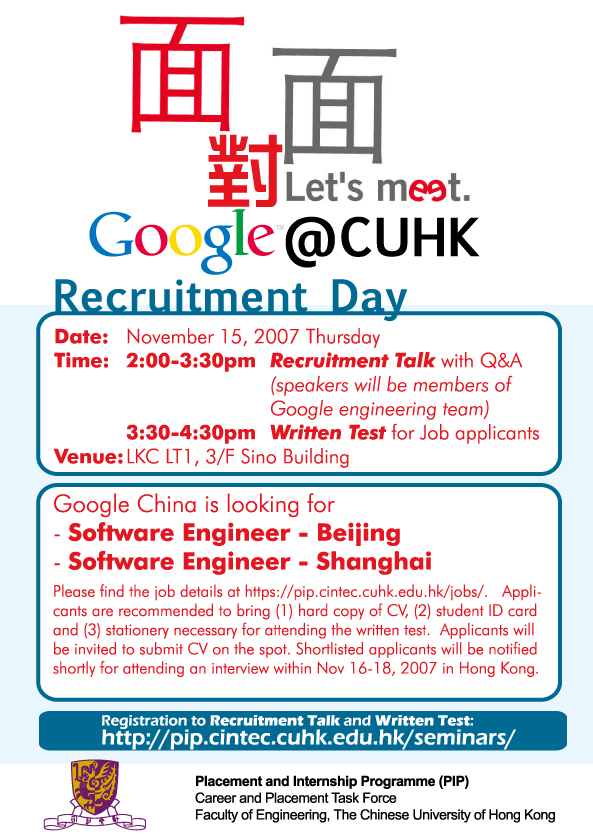 面對面
Let's meet.
Google™ @CUHK
Recruitment Day
Date: November 15, 2007 Thursday
Time: 2:00-3:30pm Recruitment Talk with Q&A
(speakers will be members of
Google engineering team)
3:30-4:30pm Written Test for Job applicants
Venue: LKC LT1, 3/F Sino Building
Google China is looking for
- Software Engineer - Beijing
- Software Engineer - Shanghai
Please find the job details at https://pip.cintec.cuhk.edu.hk/jobs/. Appli-
cants are recommended to bring (1) hard copy of CV, (2) student ID card
and (3) stationery necessary for attending the written test. Applicants will
be invited to submit CV on the spot. Shortlisted applicants will be notified
shortly for attending an interview within Nov 16-18, 2007 in Hong Kong.
Registration to Recruitment Talk and Written Test:
http://pip.cintec.cuhk.edu.hk/seminars/
Placement and Internship Programme (PIP)
Career and Placement Task Force
Faculty of Engineering, The Chinese University of Hong Kong